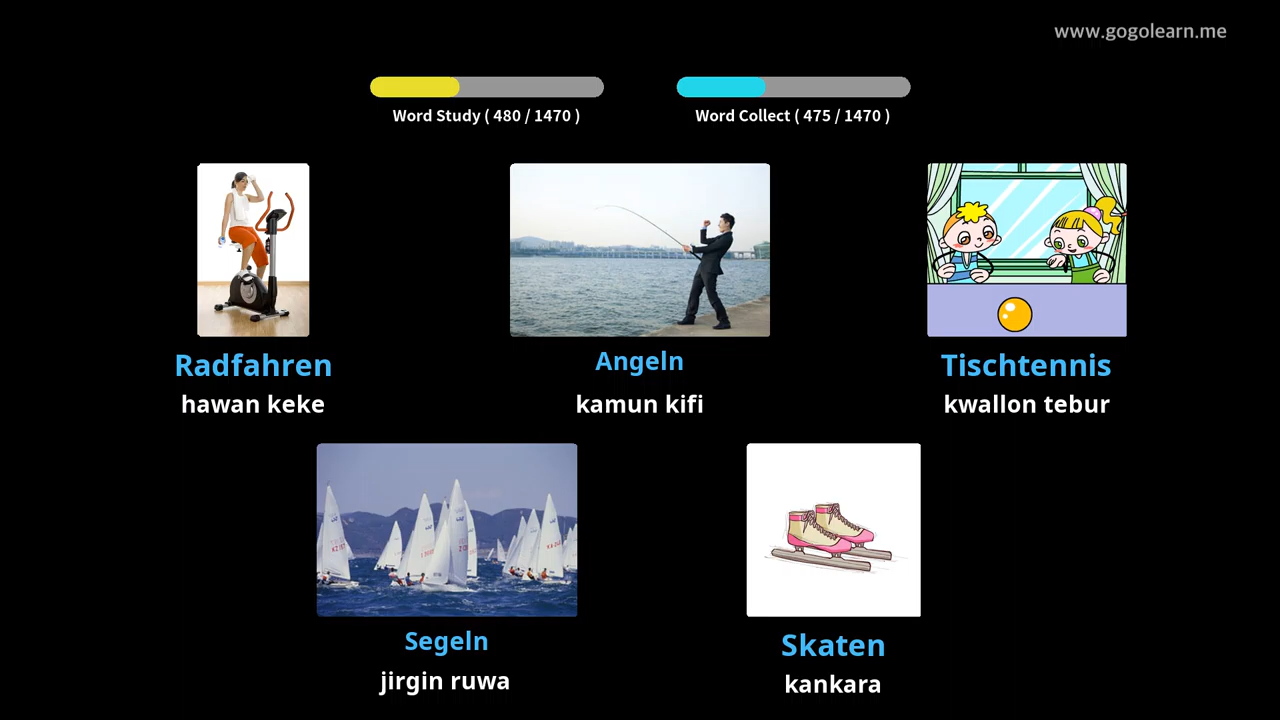 www.gogolearn.me
Word Study ( 480 / 1470 )
Word Collect ( 475 / 1470 )
Radfahren
hawan keke
Angeln
kamun kifi
Tischtennis
kwallon tebur
Segeln
jirgin ruwa
Skaten
kankara